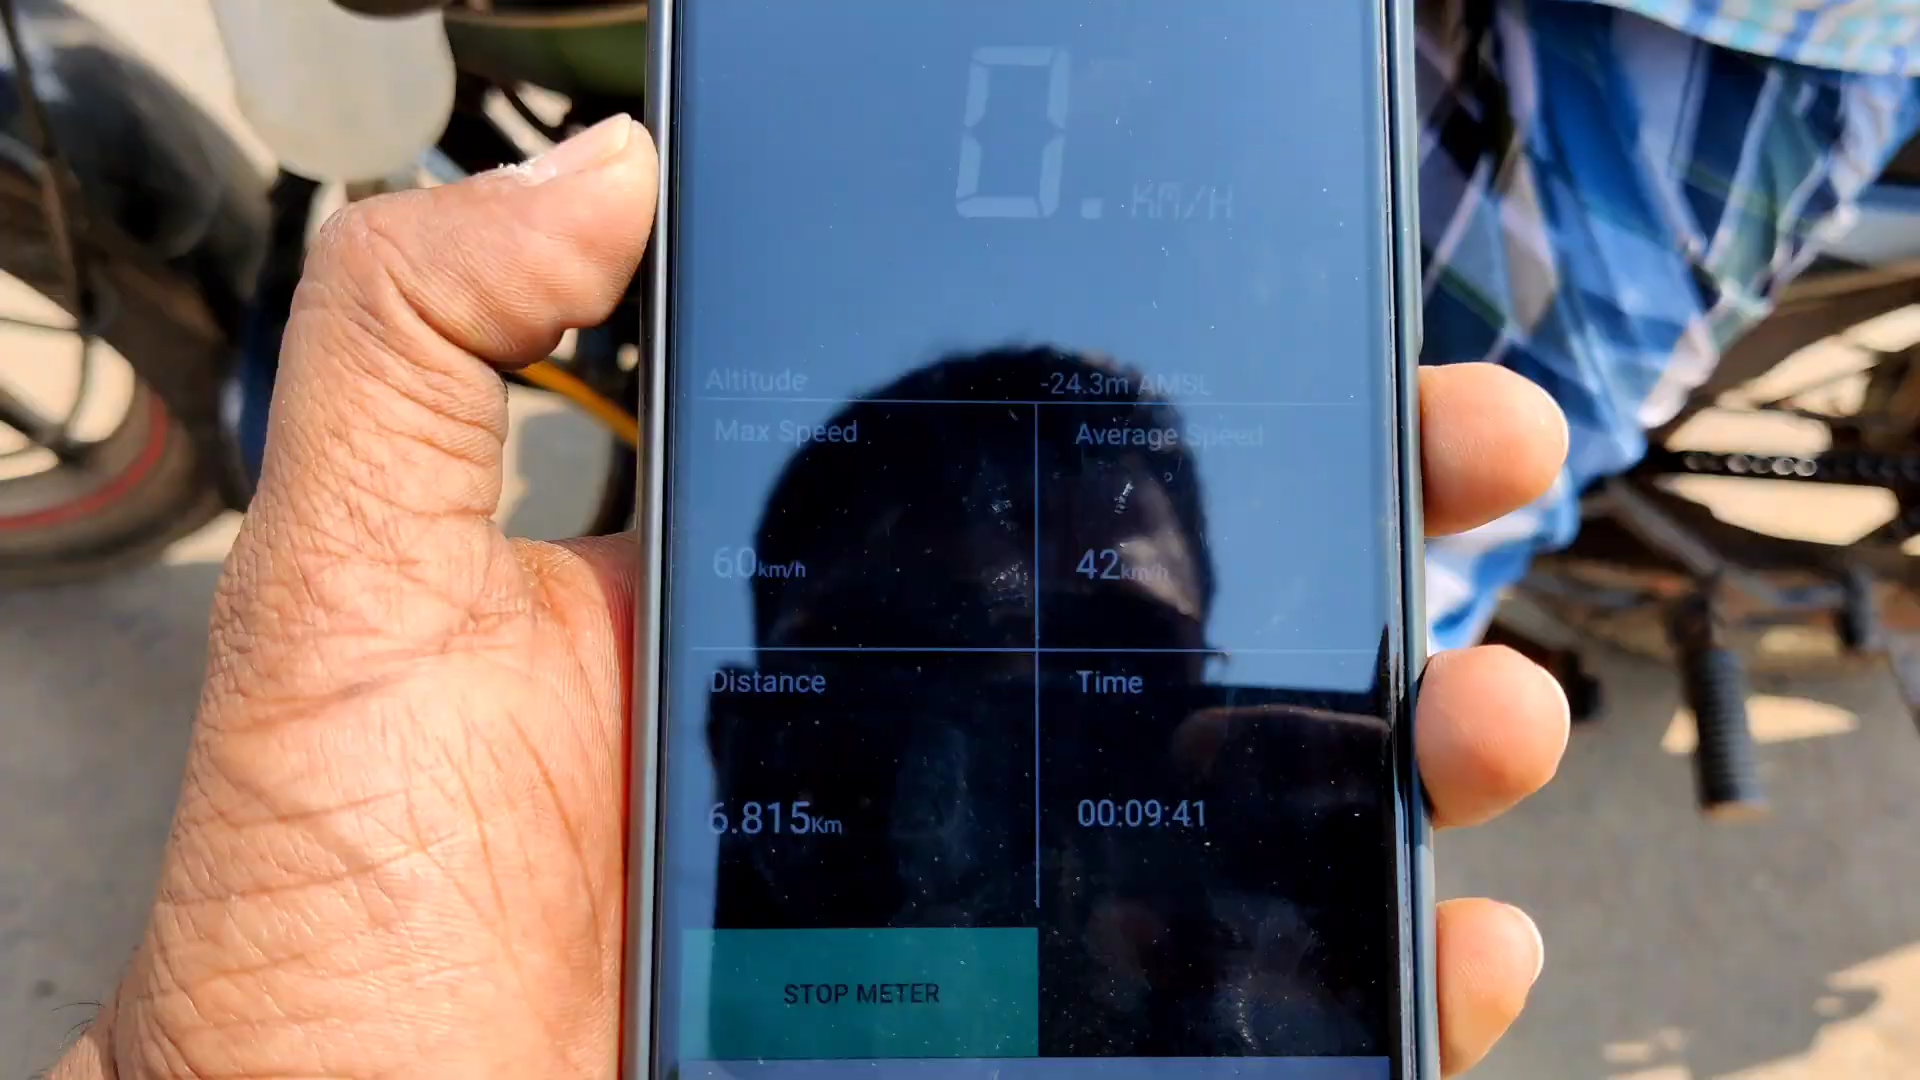 0. KM/H
Altitude -24.3m AMSL
Max Speed Average Speed
60km/h 42km/h
Distance Time
6.815Km 00:09:41
STOP METER